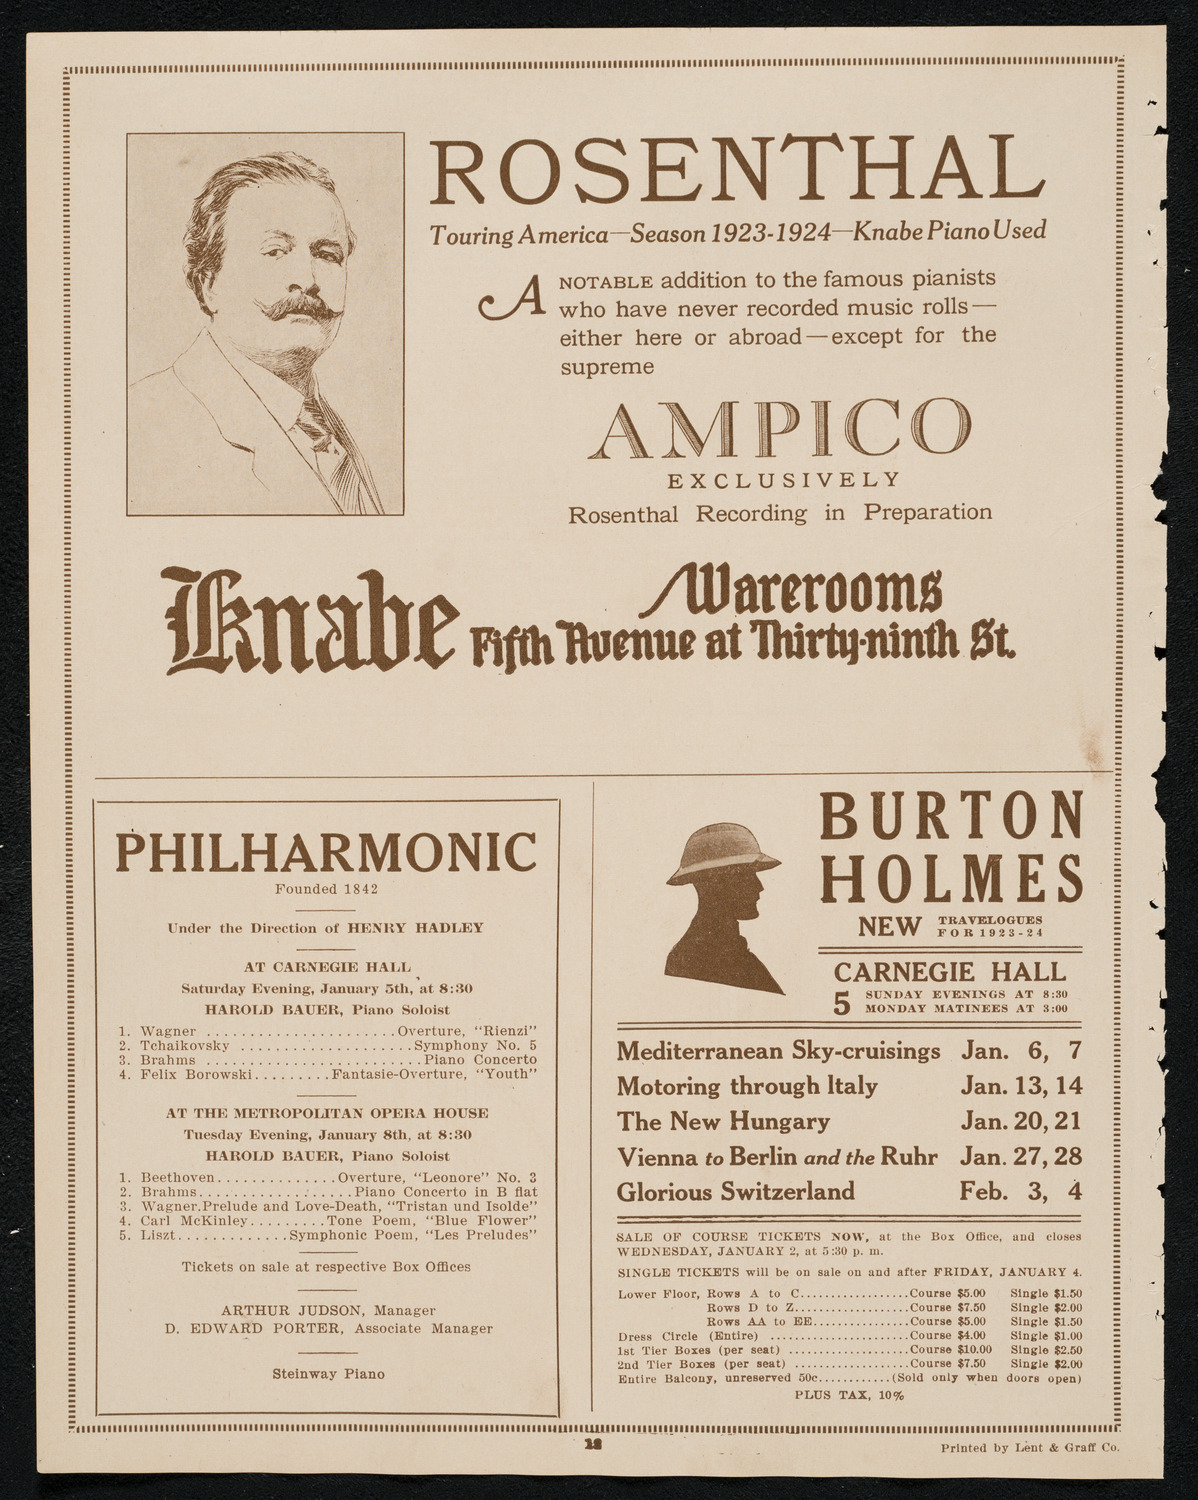 ROSENTHAL
Touring America—Season 1923-1924—Knabe Piano Used
A NOTABLE addition to the famous pianists
who have never recorded music rolls—
either here or abroad—except for the
supreme
AMPICO
EXCLUSIVELY
Rosenthal Recording in Preparation
Knabe Warerooms
Fifth Avenue at Thirty-ninth St.
PHILHARMONIC
Founded 1842
Under the Direction of HENRY HADLEY
AT CARNEGIE HALL
Saturday Evening, January 5th, at 8:30
HAROLD BAUER, Piano Soloist
1. Wagner ......................Overture, “Rienzi”
2. Tchaikovsky ....................Symphony No. 5
3. Brahms .........................Piano Concerto
4. Felix Borowski.........Fantasie-Overture, “Youth”
AT THE METROPOLITAN OPERA HOUSE
Tuesday Evening, January 8th, at 8:30
HAROLD BAUER, Piano Soloist
1. Beethoven..............Overture, “Leonore” No. 3
2. Brahms..................Piano Concerto in B flat
3. Wagner.Prelude and Love-Death, “Tristan und Isolde”
4. Carl McKinley.........Tone Poem, “Blue Flower”
5. Liszt.............Symphonic Poem, “Les Preludes”
Tickets on sale at respective Box Offices
ARTHUR JUDSON, Manager
D. EDWARD PORTER, Associate Manager
Steinway Piano
BURTON
HOLMES
NEW TRAVELOGUES
FOR 1923-24
CARNEGIE HALL
5 SUNDAY EVENINGS AT 8:30
MONDAY MATINEES AT 3:00
Mediterranean Sky-cruisings Jan. 6, 7
Motoring through Italy Jan. 13, 14
The New Hungary Jan. 20, 21
Vienna to Berlin and the Ruhr Jan. 27, 28
Glorious Switzerland Feb. 3, 4
SALE OF COURSE TICKETS NOW, at the Box Office, and closes
WEDNESDAY, JANUARY 2, at 5:30 p. m.
SINGLE TICKETS will be on sale on and after FRIDAY, JANUARY 4.
Lower Floor, Rows A to C..................Course $5.00 Single $1.50
Rows D to Z...................Course $7.50 Single $2.00
Rows AA to EE................Course $5.00 Single $1.50
Dress Circle (Entire) .......................Course $4.00 Single $1.00
1st Tier Boxes (per seat) ....................Course $10.00 Single $2.50
2nd Tier Boxes (per seat) ...................Course $7.50 Single $2.00
Entire Balcony, unreserved 50c............(Sold only when doors open)
PLUS TAX, 10%
Printed by Lent & Graff Co.